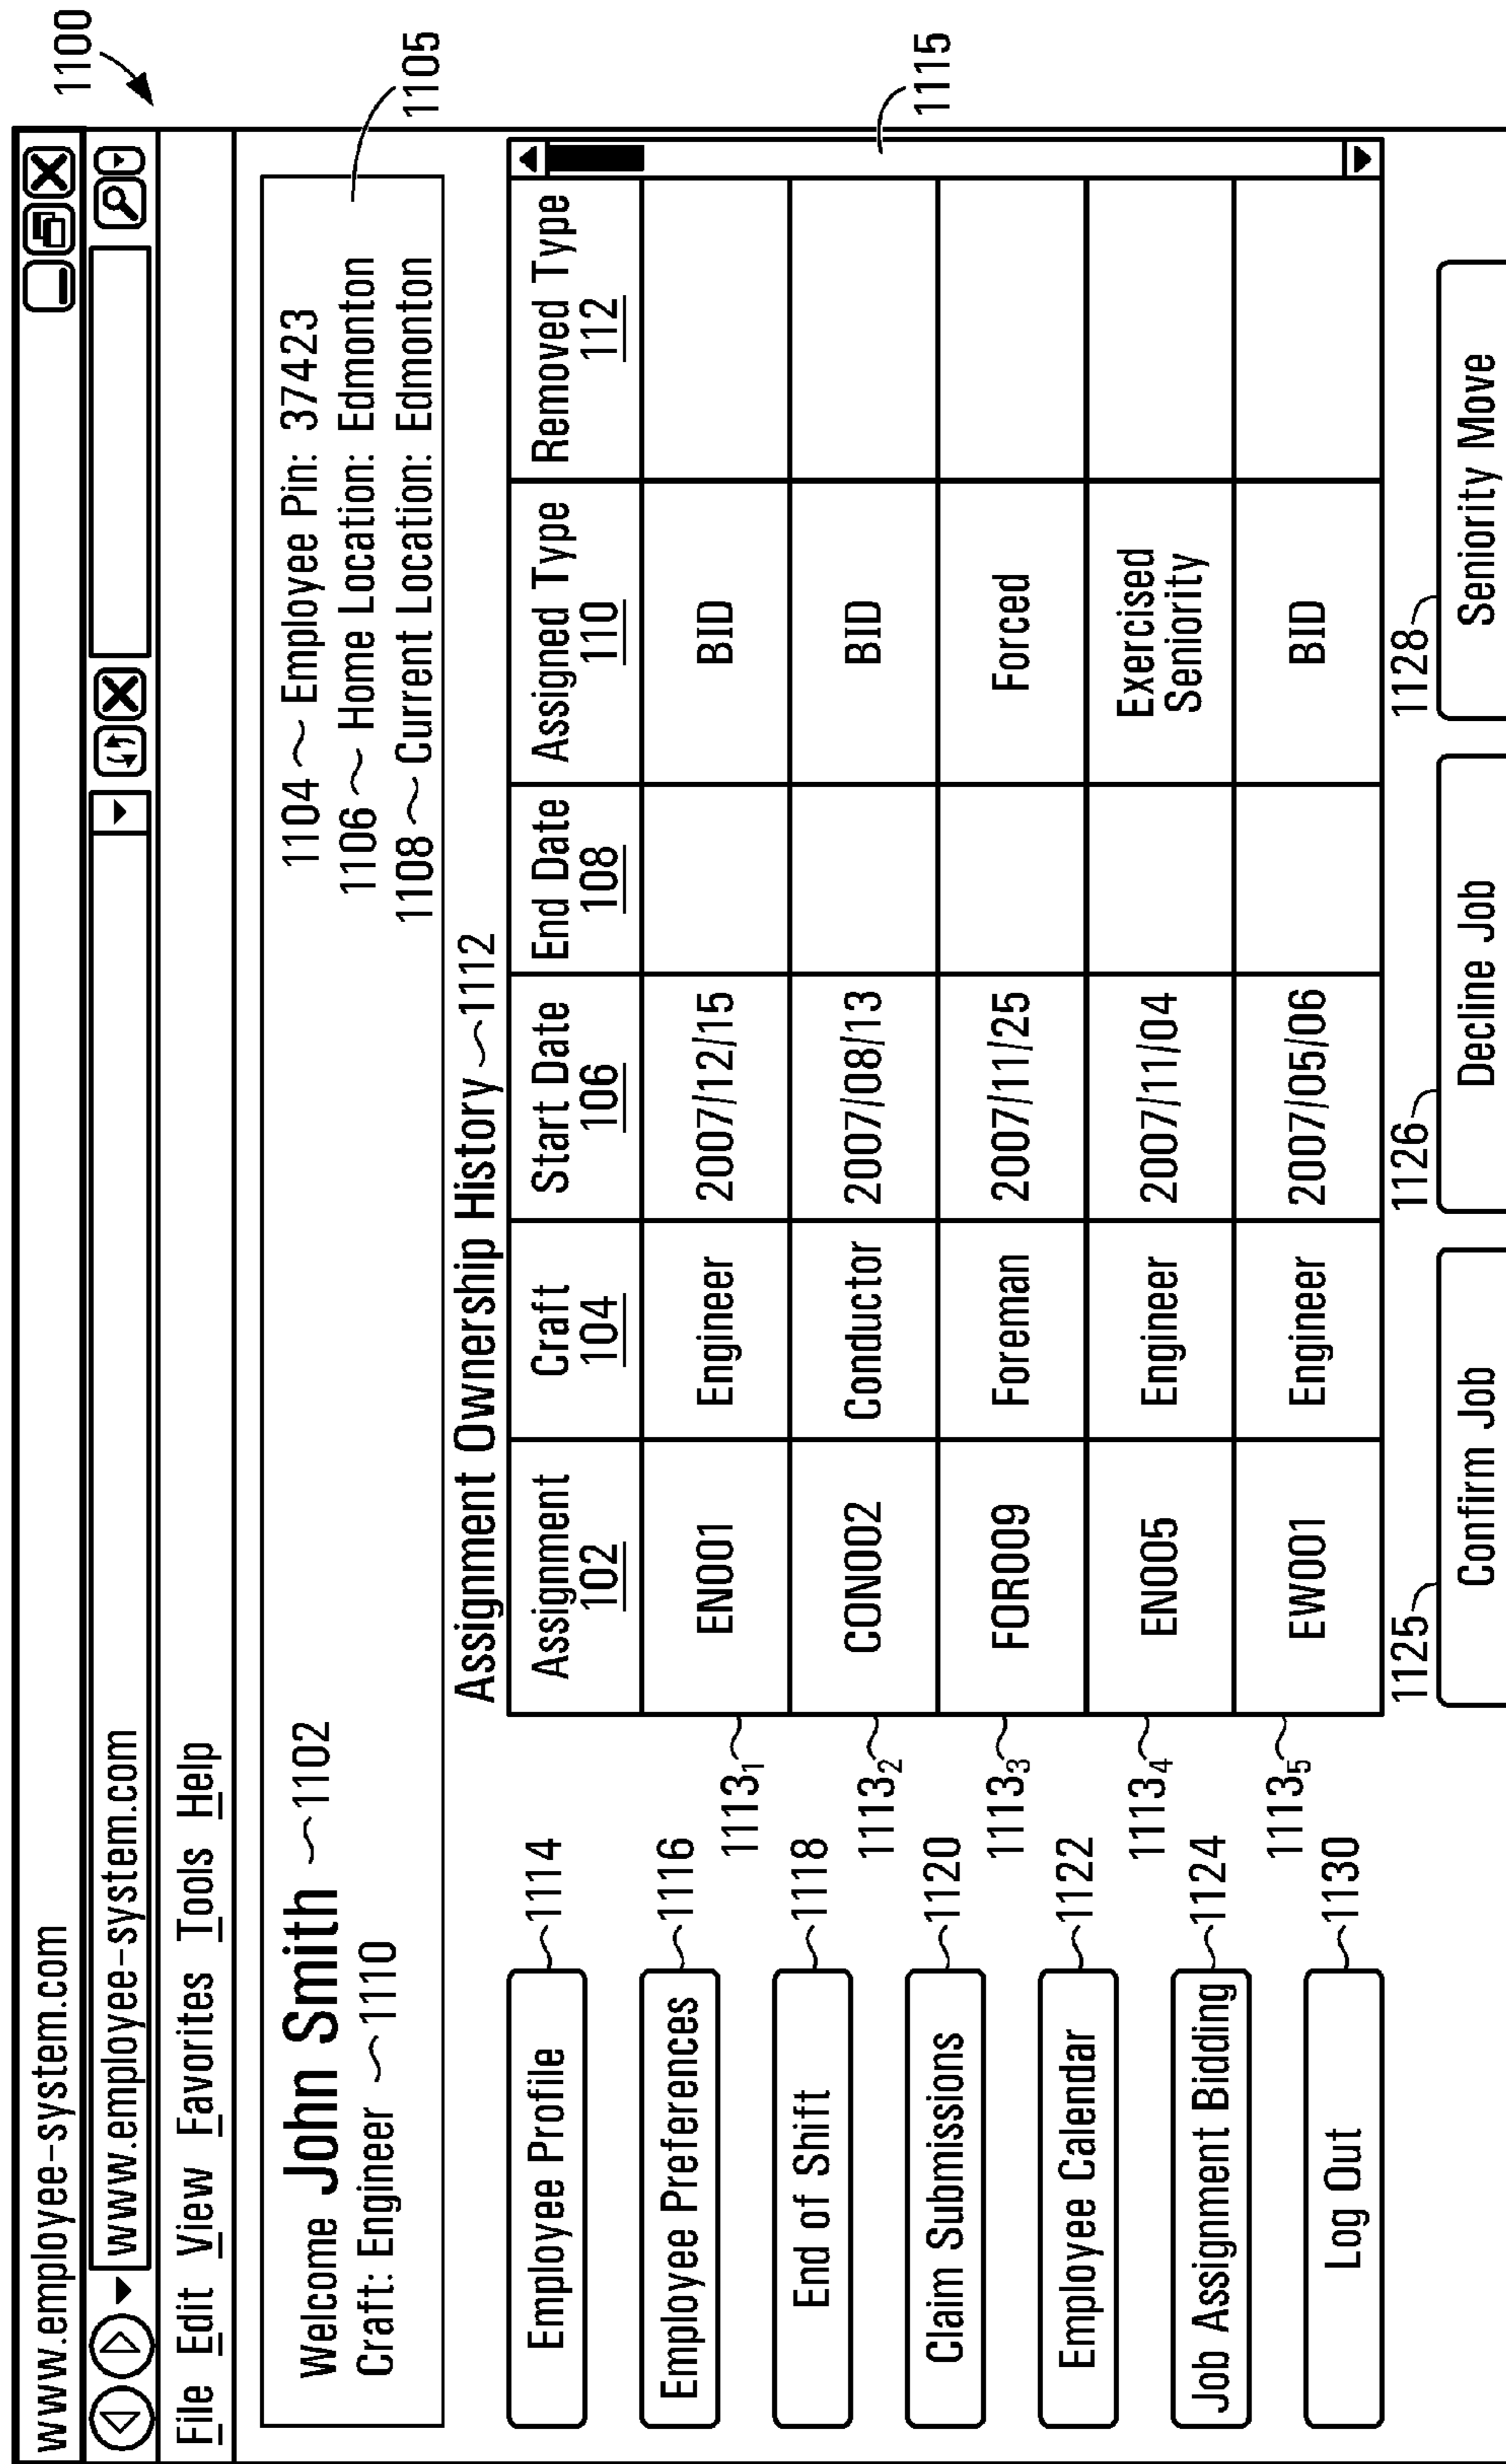 1100
www.employee-system.com
www.employee-system.com
File Edit View Favorites Tools Help
Welcome John Smith ~1102
Craft: Engineer ~1110
1104~ Employee Pin: 37423
1106~ Home Location: Edmonton
1108~ Current Location: Edmonton
1105
Assignment Ownership History ~1112
Assignment 102 Craft 104 Start Date 106 End Date 108 Assigned Type 110 Removed Type 112
1113₁ EN001 Engineer 2007/12/15 BID
1113₂ CON002 Conductor 2007/08/13 BID
1113₃ FOR009 Foreman 2007/11/25 Forced
1113₄ EN005 Engineer 2007/11/04 Exercised Seniority
1113₅ EW001 Engineer 2007/05/06 BID
1115
Employee Profile ~1114
Employee Preferences ~1116
End of Shift ~1118
Claim Submissions ~1120
Employee Calendar ~1122
Job Assignment Bidding ~1124
Log Out ~1130
1125 Confirm Job
1126 Decline Job
1128 Seniority Move